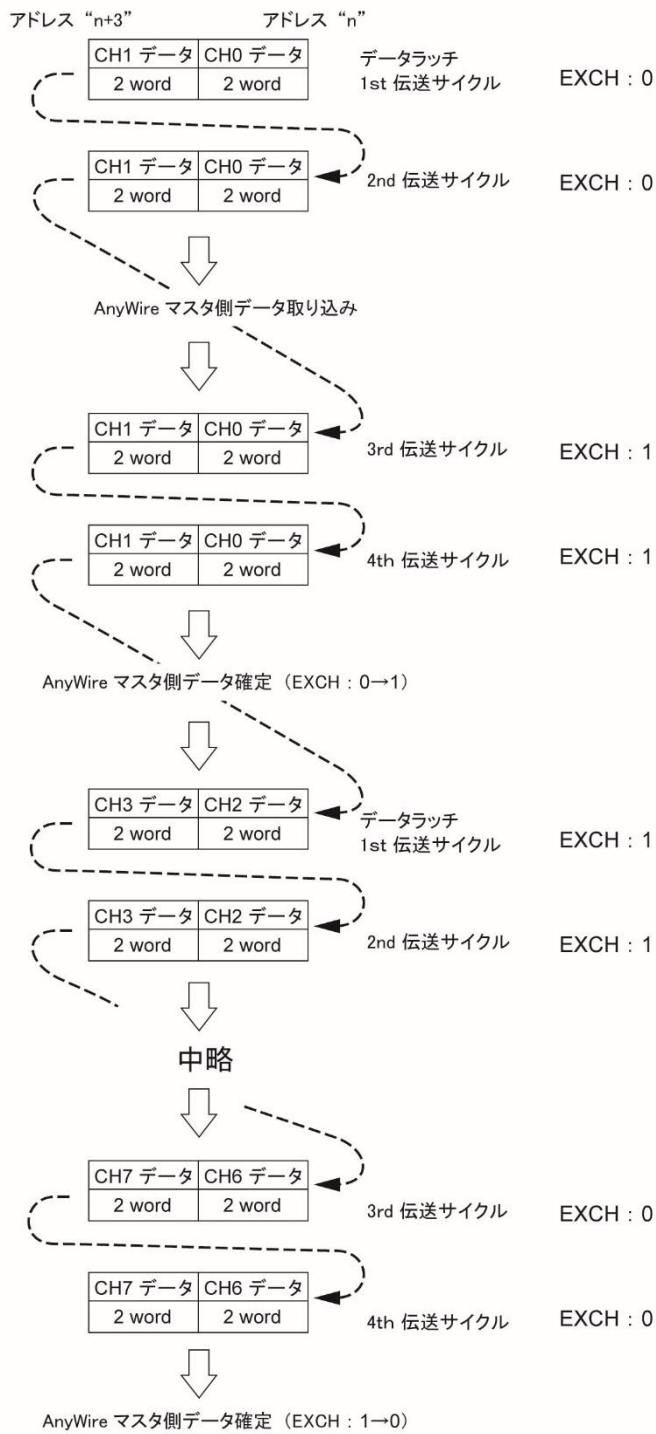 アドレス “n+3” アドレス “n”
CH1 データ CH0 データ
2 word 2 word
データラッチ
1st 伝送サイクル EXCH : 0
CH1 データ CH0 データ
2 word 2 word
2nd 伝送サイクル EXCH : 0
AnyWire マスタ側データ取り込み
CH1 データ CH0 データ
2 word 2 word
3rd 伝送サイクル EXCH : 1
CH1 データ CH0 データ
2 word 2 word
4th 伝送サイクル EXCH : 1
AnyWire マスタ側データ確定 (EXCH : 0→1)
CH3 データ CH2 データ
2 word 2 word
データラッチ
1st 伝送サイクル EXCH : 1
CH3 データ CH2 データ
2 word 2 word
2nd 伝送サイクル EXCH : 1
中略
CH7 データ CH6 データ
2 word 2 word
3rd 伝送サイクル EXCH : 0
CH7 データ CH6 データ
2 word 2 word
4th 伝送サイクル EXCH : 0
AnyWire マスタ側データ確定 (EXCH : 1→0)